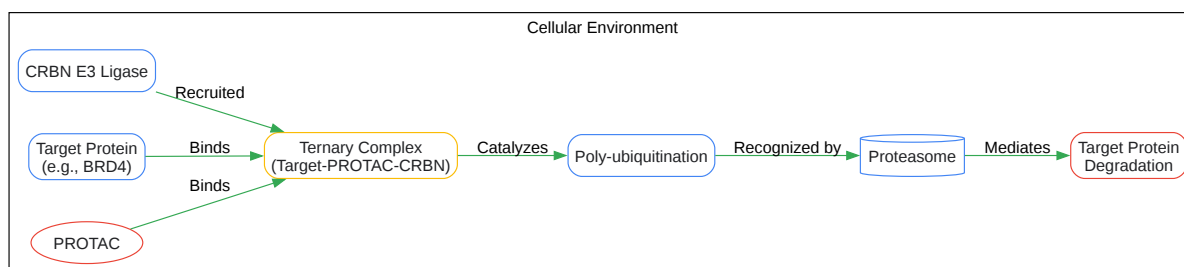 Cellular Environment
CRBN E3 Ligase
Recruited
Target Protein
(e.g., BRD4)
Binds
Ternary Complex
(Target-PROTAC-CRBN)
Catalyzes
Poly-ubiquitination
Recognized by
Proteasome
Mediates
Target Protein
Degradation
Binds
PROTAC